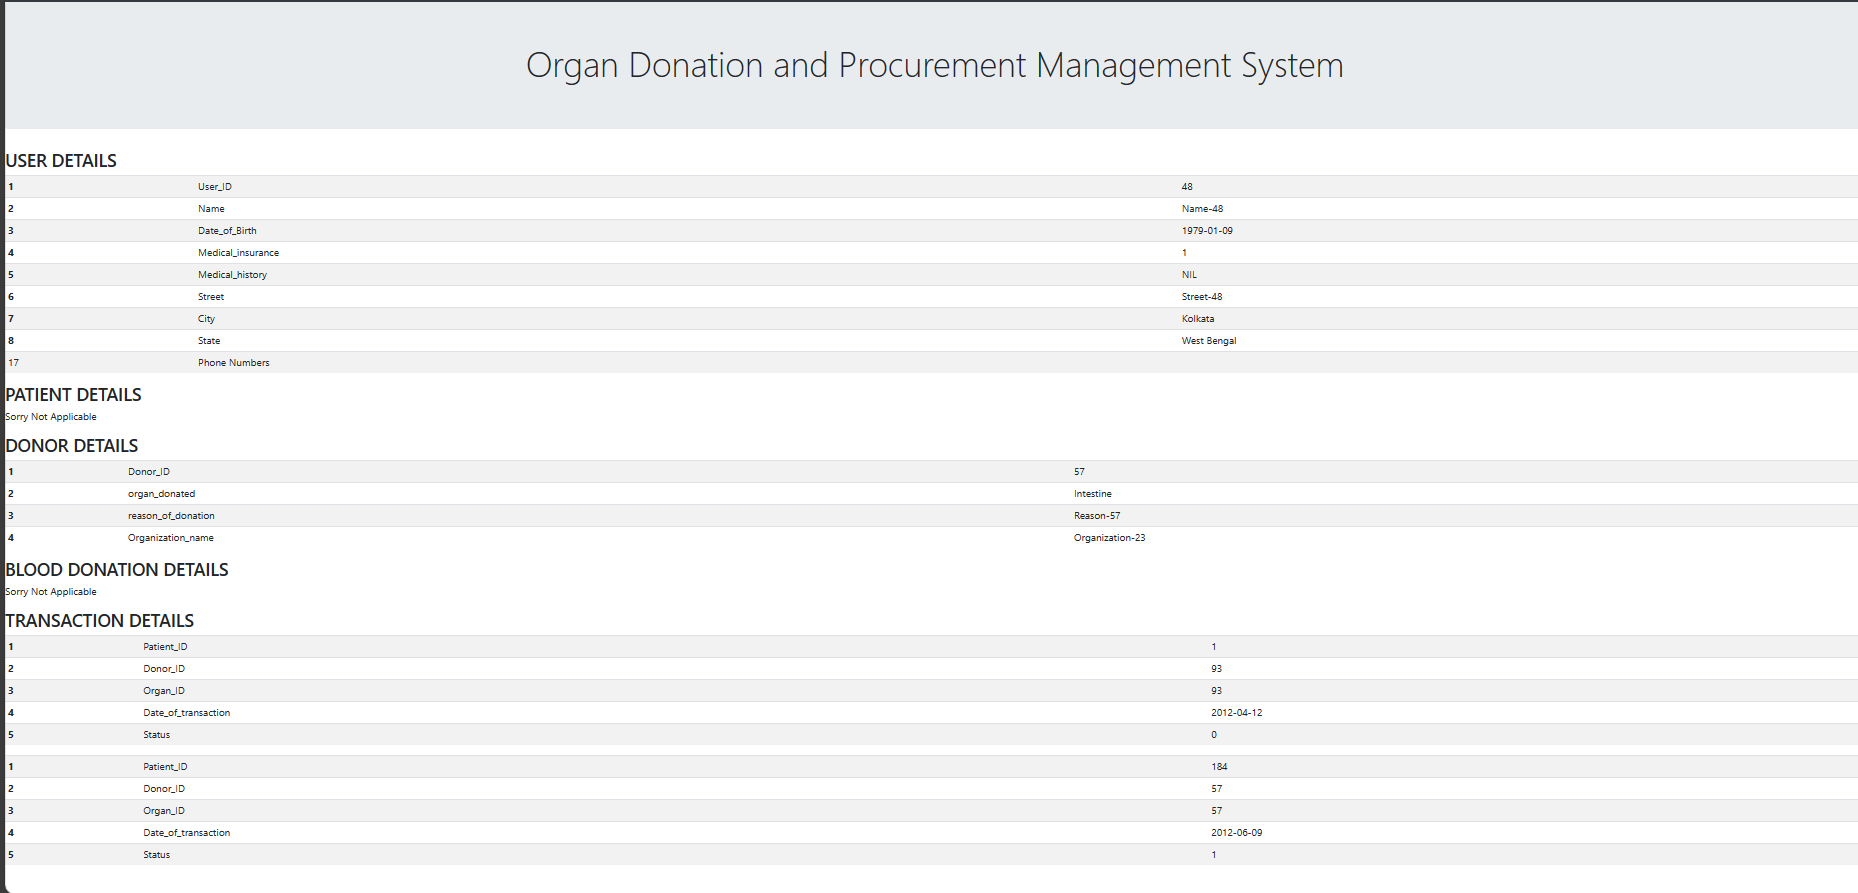 Organ Donation and Procurement Management System
USER DETAILS
1 User_ID 48
2 Name Name-48
3 Date_of_Birth 1979-01-09
4 Medical_insurance 1
5 Medical_history NIL
6 Street Street-48
7 City Kolkata
8 State West Bengal
17 Phone Numbers
PATIENT DETAILS
Sorry Not Applicable
DONOR DETAILS
1 Donor_ID 57
2 organ_donated Intestine
3 reason_of_donation Reason-57
4 Organization_name Organization-23
BLOOD DONATION DETAILS
Sorry Not Applicable
TRANSACTION DETAILS
1 Patient_ID 1
2 Donor_ID 93
3 Organ_ID 93
4 Date_of_transaction 2012-04-12
5 Status 0
1 Patient_ID 184
2 Donor_ID 57
3 Organ_ID 57
4 Date_of_transaction 2012-06-09
5 Status 1